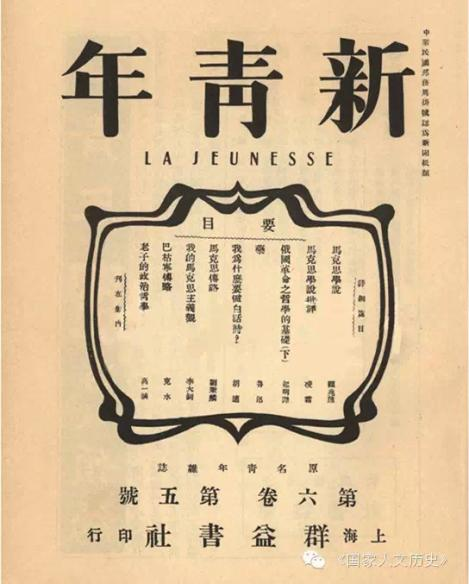 中華民國郵務局掛號認爲新聞紙類
新青年
LA JEUNESSE
要目
詳細
馬克思學說 顧兆熊
馬克思學說批評 凌霜
俄國革命之哲學的基礎(下) 起明譯
藥 魯迅
我爲什麼要做白話詩? 胡適
馬克思傳略 劉秉麟
我的馬克思主義觀 李大釗
巴枯寧傳略 克水
老子的政治哲學 高一涵
原名青年雜誌
第六卷第五號
上海群益書社印行
《国家人文历史》